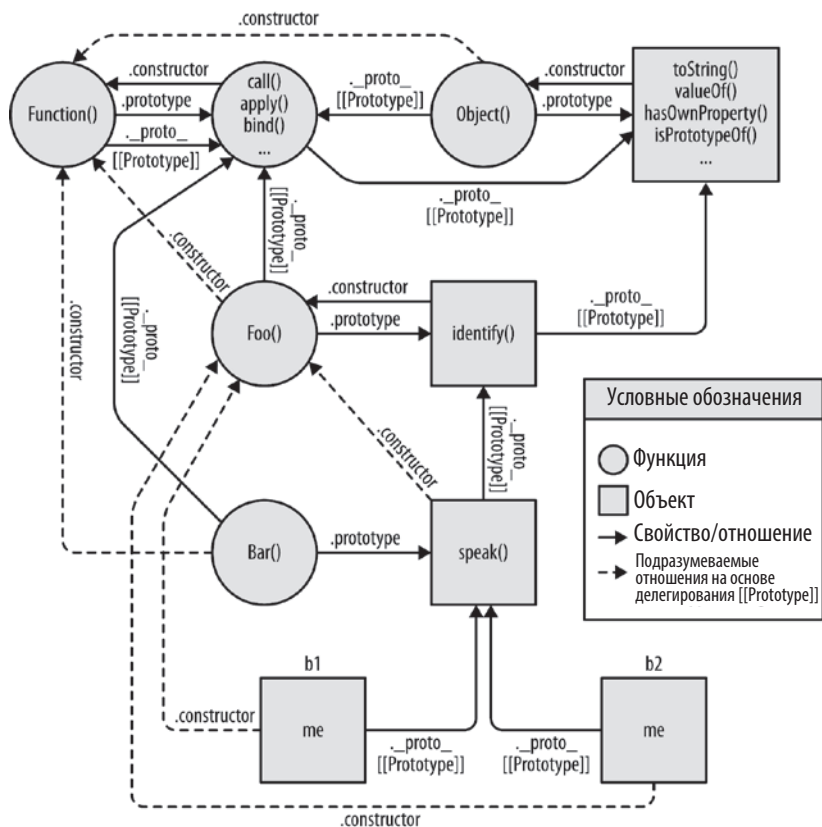 .constructor
Function()
.constructor
.prototype
._proto_
[[Prototype]]
call()
apply()
bind()
...
._proto_
[[Prototype]]
Object()
.constructor
.prototype
toString()
valueOf()
hasOwnProperty()
isPrototypeOf()
...
._proto_
[[Prototype]]
.constructor
._proto_
[[Prototype]]
.constructor
._proto_
[[Prototype]]
Foo()
.constructor
.prototype
identify()
._proto_
[[Prototype]]
.constructor
._proto_
[[Prototype]]
Bar()
.prototype
speak()
Условные обозначения
Функция
Объект
Свойство/отношение
Подразумеваемые
отношения на основе
делегирования [[Prototype]]
b1
me
.constructor
._proto_
[[Prototype]]
b2
me
._proto_
[[Prototype]]
.constructor